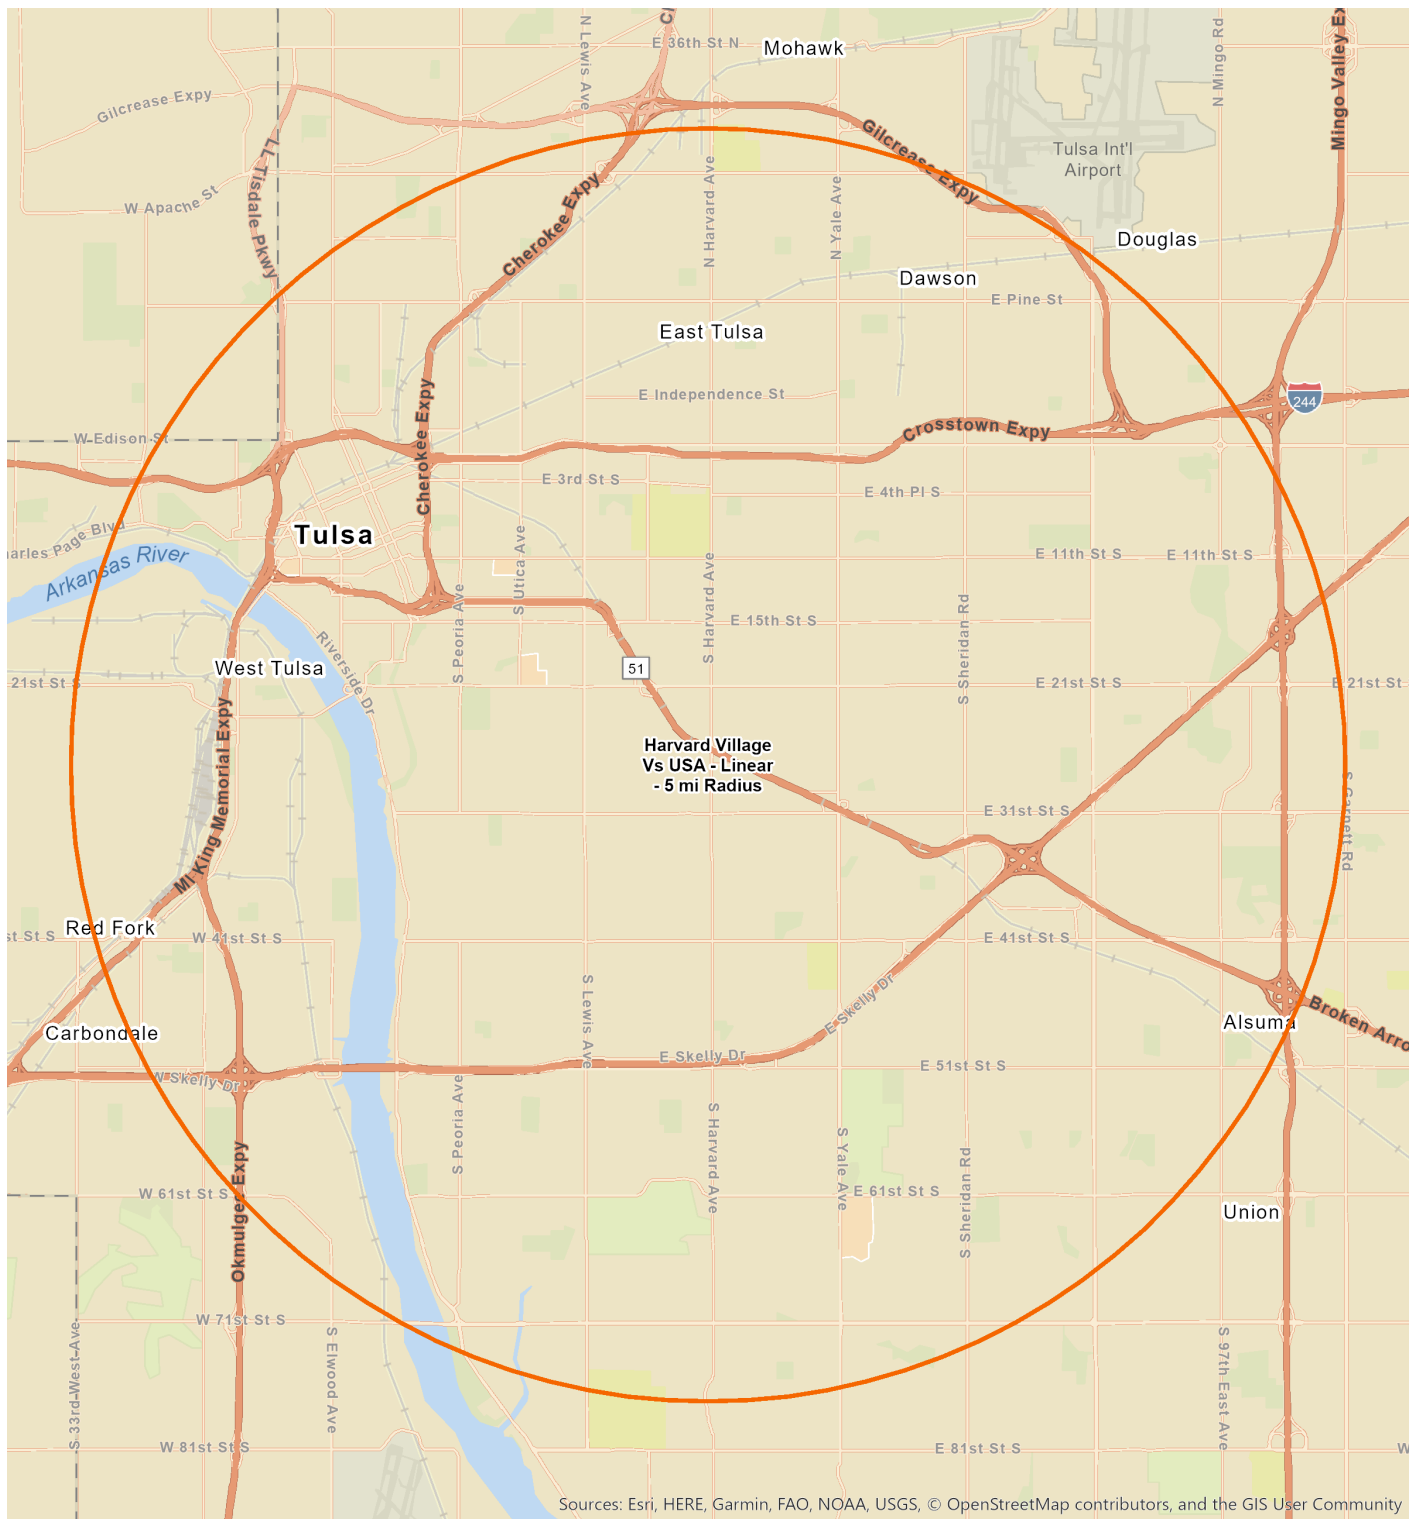 E 36th St N
Mohawk
N Lewis Ave
N Mingo Rd
Mingo Valley Ex
Gilcrease Expy
Gilcrease Expy
Tulsa Int'l
Airport
L L Tisdale Pkwy
W Apache St
Cherokee Expy
N Harvard Ave
N Yale Ave
Douglas
Dawson
E Pine St
East Tulsa
E Independence St
244
Cherokee Expy
Crosstown Expy
W Edison St
E 3rd St S
E 4th Pl S
Tulsa
harles Page Blvd
Arkansas River
S Utica Ave
E 11th St S
E 11th St S
S Peoria Ave
S Harvard Ave
E 15th St S
S Sheridan Rd
West Tulsa
Riverside Dr
51
21st St S
E 21st St S
E 21st St
Harvard Village
Vs USA - Linear
- 5 mi Radius
Ml King Memorial Expy
E 31st St S
S Garnett Rd
Red Fork
st St S
W 41st St S
E 41st St S
S Lewis Ave
E Skelly Dr
Broken Arro
Alsuma
Carbondale
E Skelly Dr
W Skelly Dr
E 51st St S
S Peoria Ave
S Harvard Ave
S Yale Ave
S Sheridan Rd
Okmulgee Expy
W 61st St S
E 61st St S
Union
W 71st St S
S 33rd West Ave
S Elwood Ave
S 97th East Ave
W 81st St S
E 81st St S
W
Sources: Esri, HERE, Garmin, FAO, NOAA, USGS, © OpenStreetMap contributors, and the GIS User Community